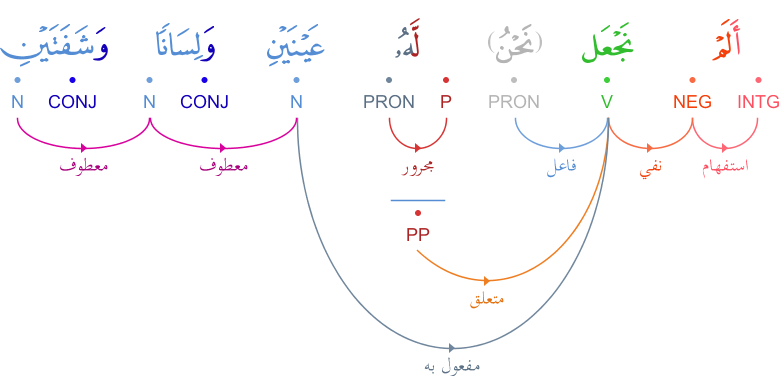 أَلَمْ نَجْعَل (نَحْنُ) لَّهُۥ عَيْنَيْنِ وَلِسَانًا وَشَفَتَيْنِ
INTG NEG V PRON P PRON N CONJ N CONJ N
استفهام نفي فاعل مجرور معطوف معطوف
PP
متعلق
مفعول به